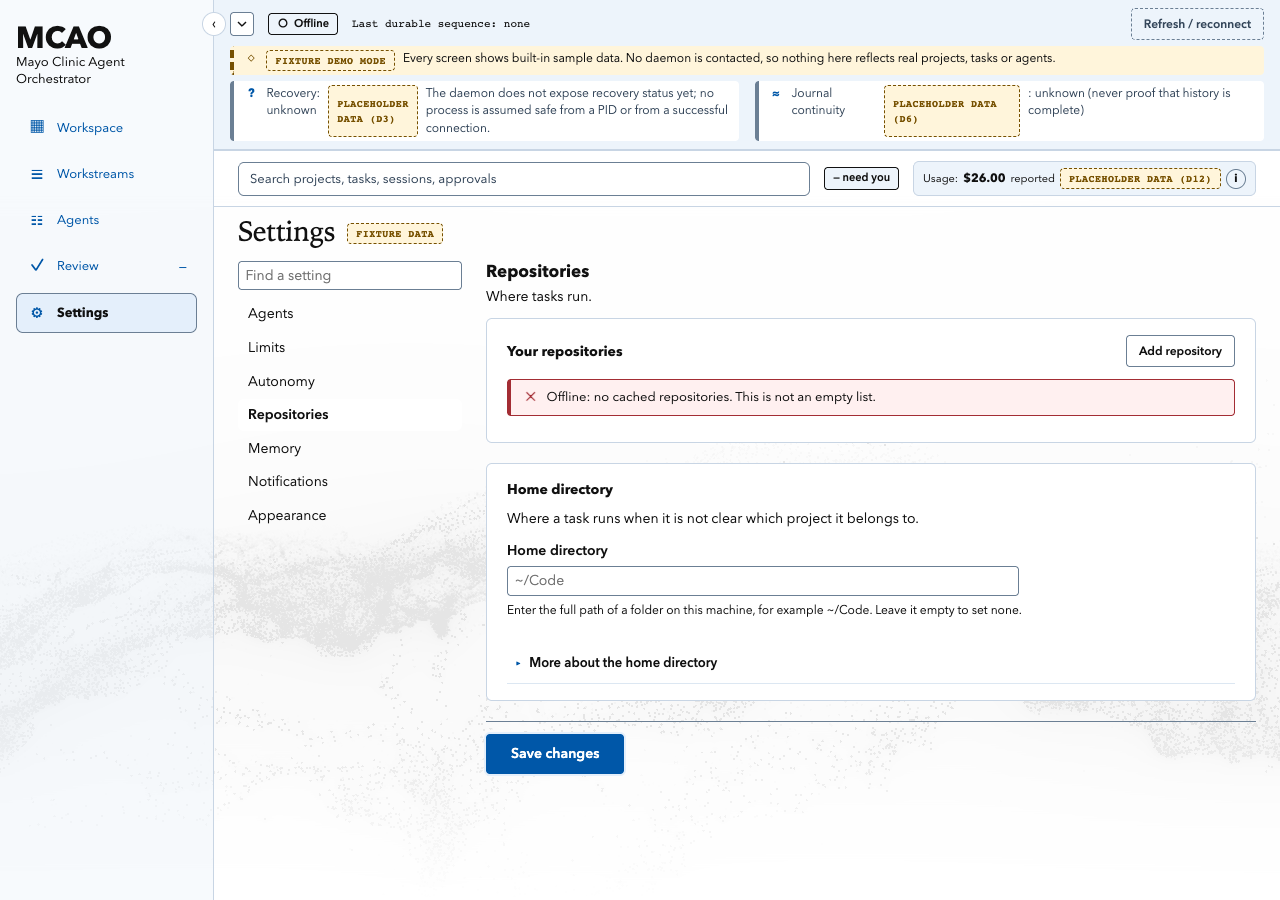 MCAO
Mayo Clinic Agent
Orchestrator
Workspace
Workstreams
Agents
Review –
Settings
Offline
Last durable sequence: none
Refresh / reconnect
FIXTURE DEMO MODE Every screen shows built-in sample data. No daemon is contacted, so nothing here reflects real projects, tasks or agents.
? Recovery: unknown
PLACEHOLDER DATA (D3)
The daemon does not expose recovery status yet; no
process is assumed safe from a PID or from a successful
connection.
≈ Journal continuity
PLACEHOLDER DATA (D6)
: unknown (never proof that history is
complete)
Search projects, tasks, sessions, approvals
– need you
Usage: $26.00 reported PLACEHOLDER DATA (D12) i
Settings FIXTURE DATA
Find a setting
Agents
Limits
Autonomy
Repositories
Memory
Notifications
Appearance
Repositories
Where tasks run.
Your repositories
Add repository
Offline: no cached repositories. This is not an empty list.
Home directory
Where a task runs when it is not clear which project it belongs to.
Home directory
~/Code
Enter the full path of a folder on this machine, for example ~/Code. Leave it empty to set none.
More about the home directory
Save changes